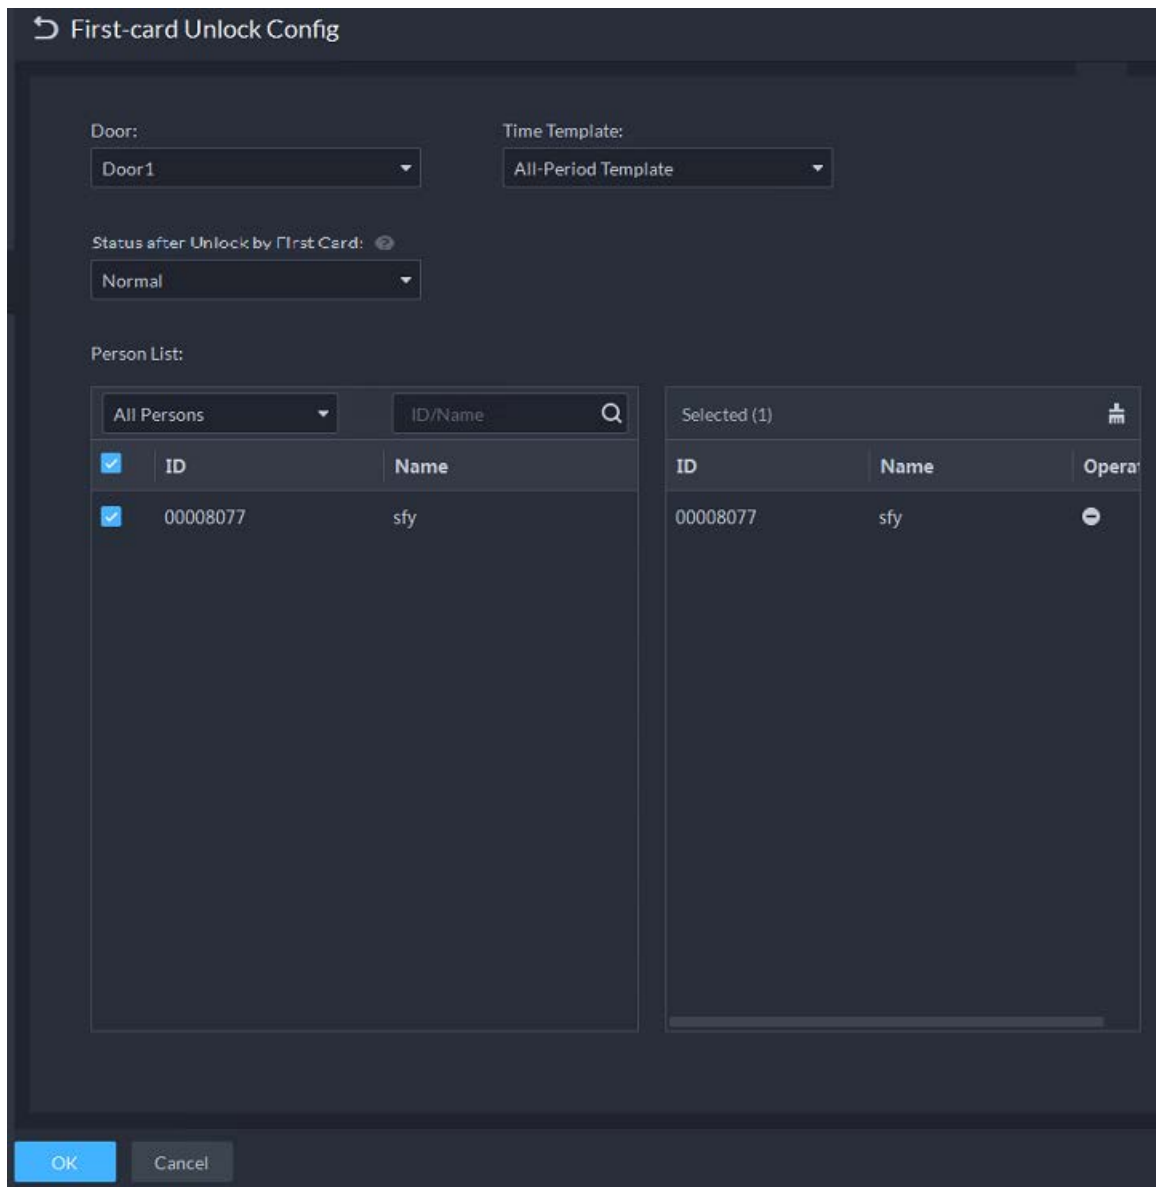 First-card Unlock Config
Door: Time Template:
Door1 All-Period Template
Status after Unlock by First Card:
Normal
Person List:
All Persons ID/Name Selected (1)
ID Name ID Name Opera
00008077 sfy 00008077 sfy
OK Cancel